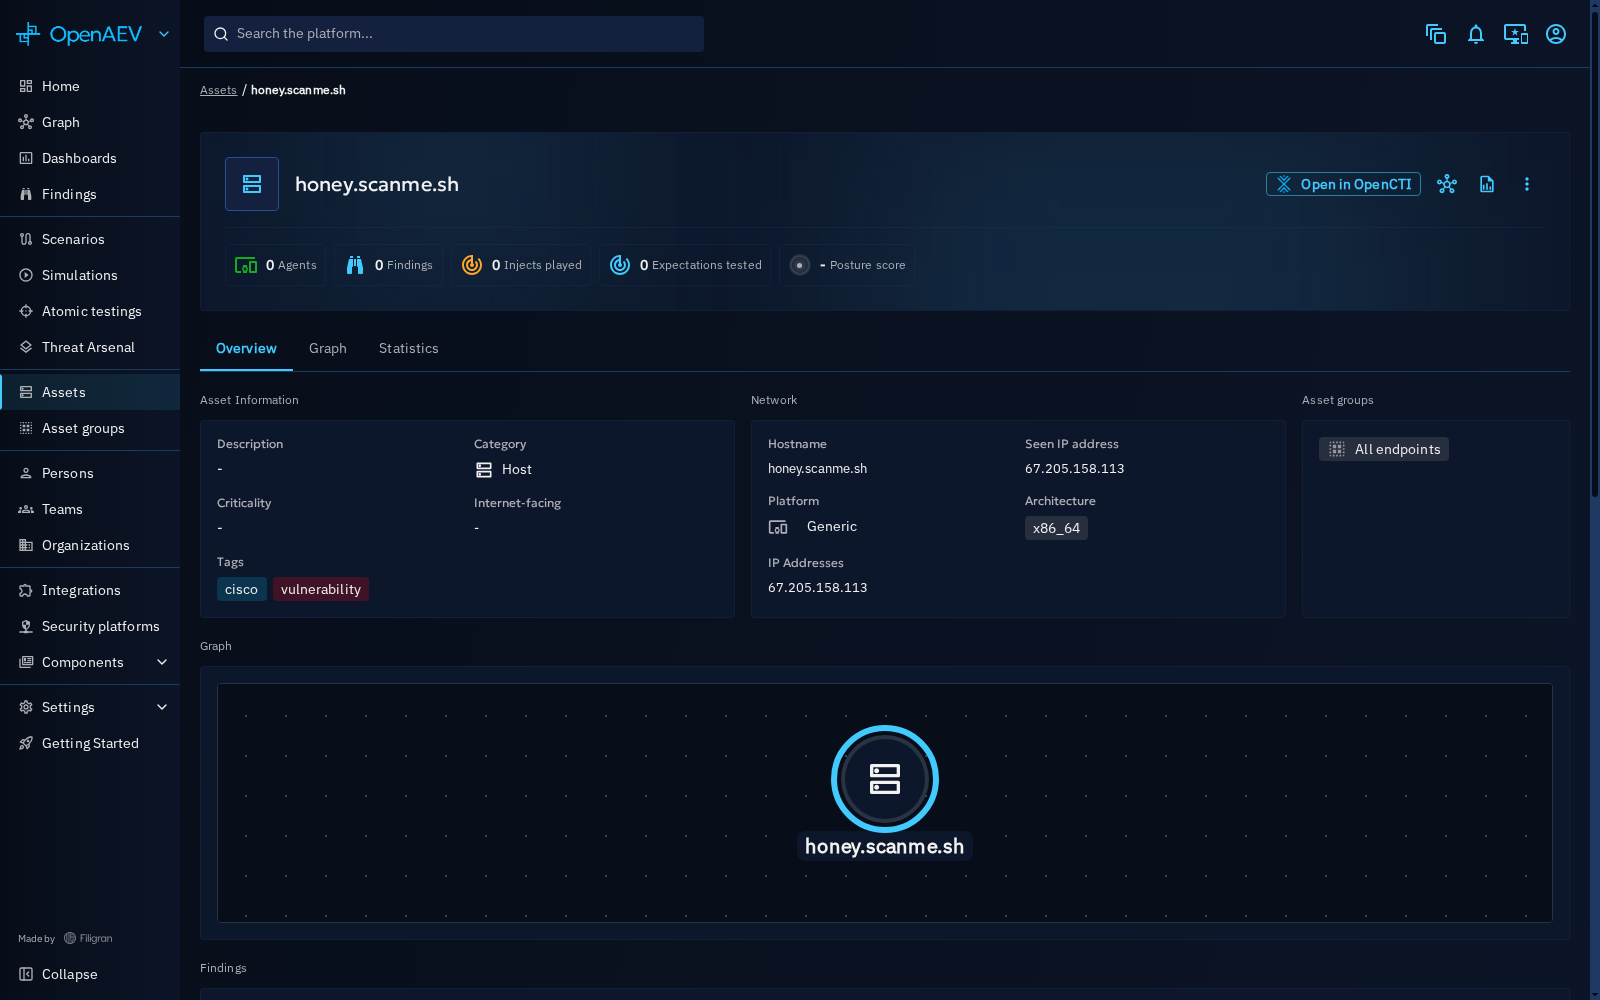 OpenAEV
Search the platform...
Home
Graph
Dashboards
Findings
Scenarios
Simulations
Atomic testings
Threat Arsenal
Assets
Asset groups
Persons
Teams
Organizations
Integrations
Security platforms
Components
Settings
Getting Started
Made by Filigran
Collapse
Assets / honey.scanme.sh
honey.scanme.sh
Open in OpenCTI
0 Agents
0 Findings
0 Injects played
0 Expectations tested
- Posture score
Overview
Graph
Statistics
Asset Information
Description
-
Category
Host
Criticality
-
Internet-facing
-
Tags
cisco
vulnerability
Network
Hostname
honey.scanme.sh
Seen IP address
67.205.158.113
Platform
Generic
Architecture
x86_64
IP Addresses
67.205.158.113
Asset groups
All endpoints
Graph
honey.scanme.sh
Findings